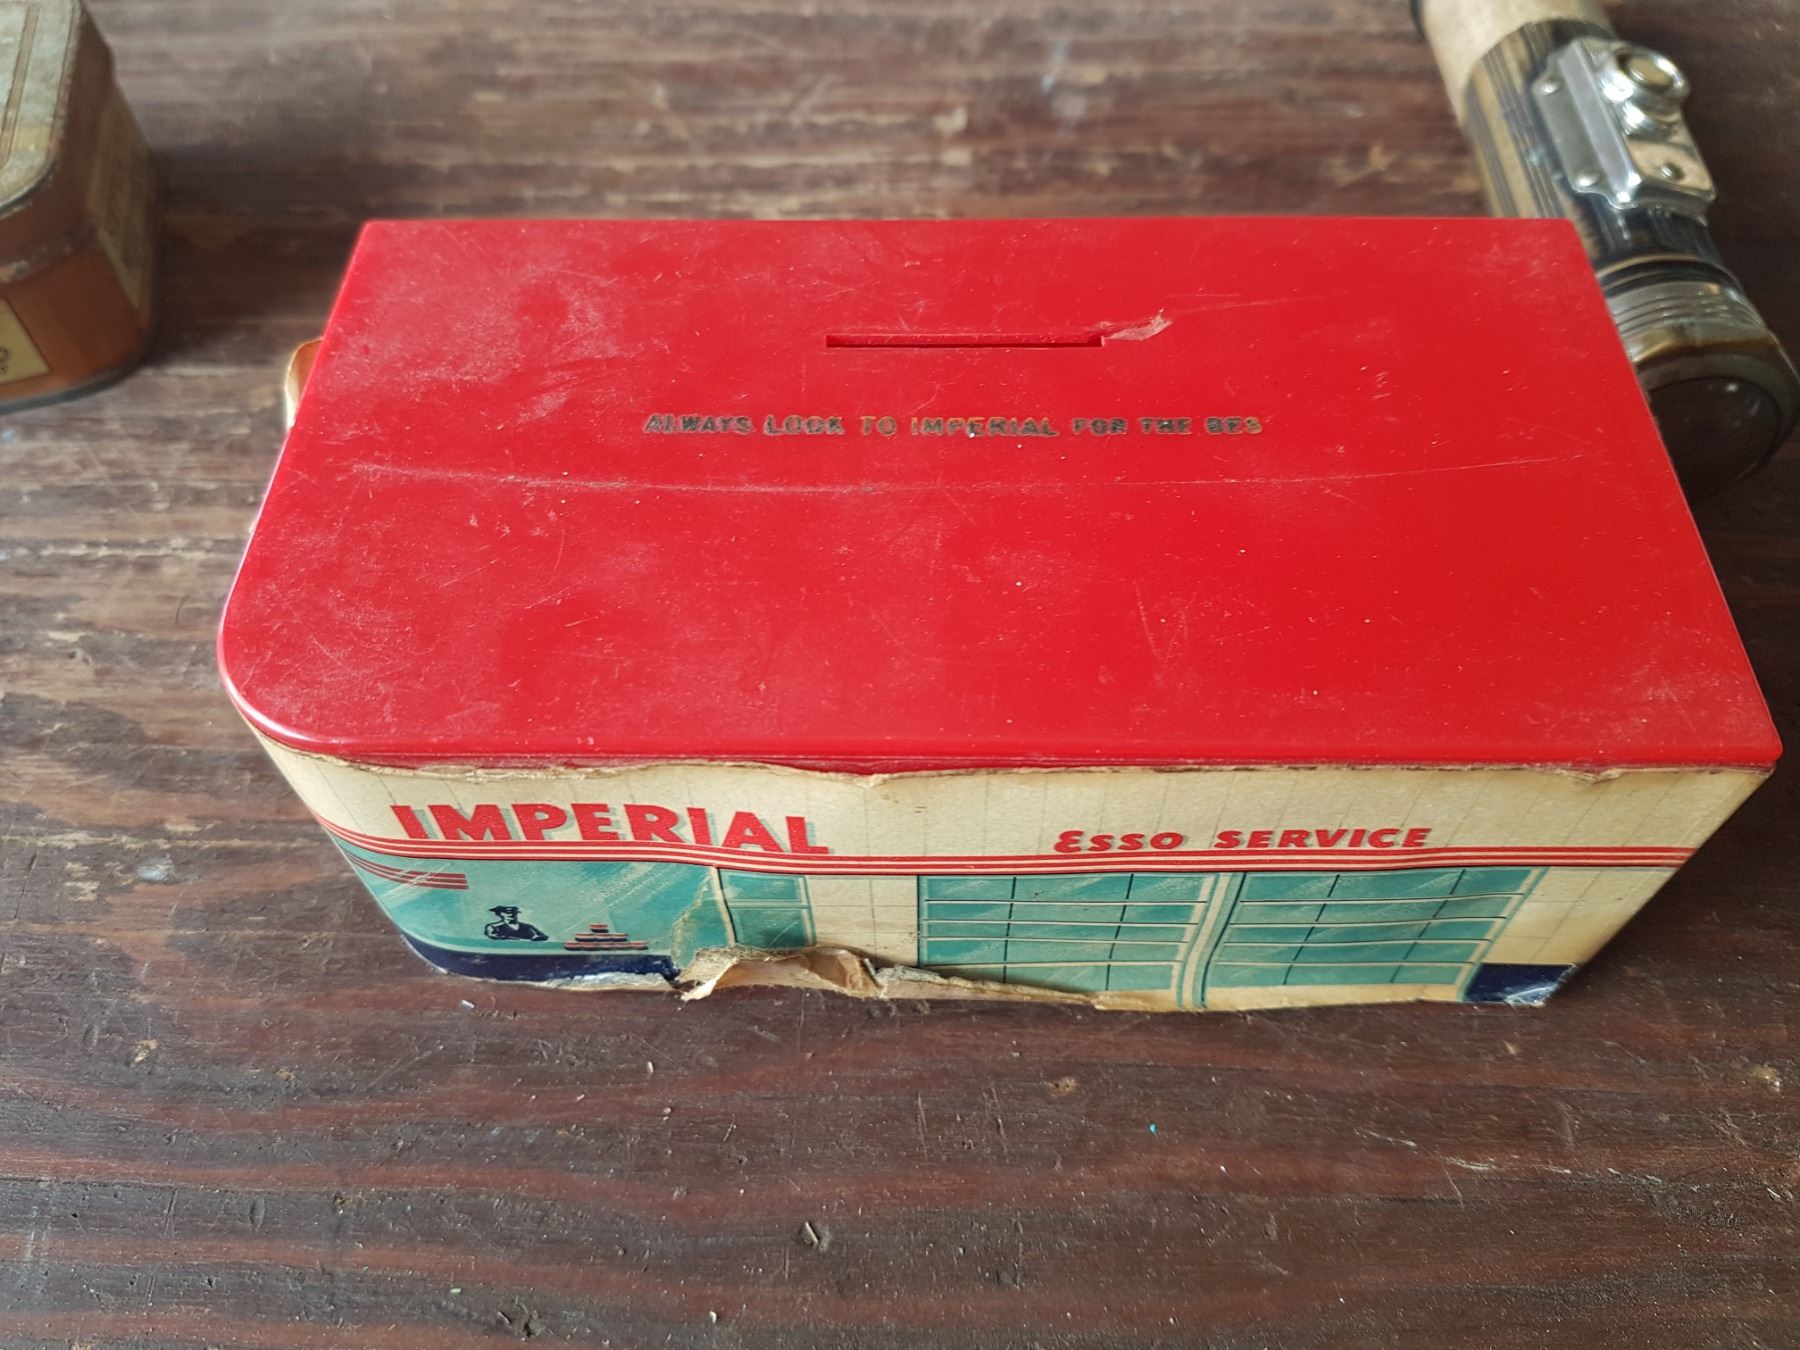 ALWAYS LOOK TO IMPERIAL FOR THE BES
IMPERIAL
ESSO SERVICE